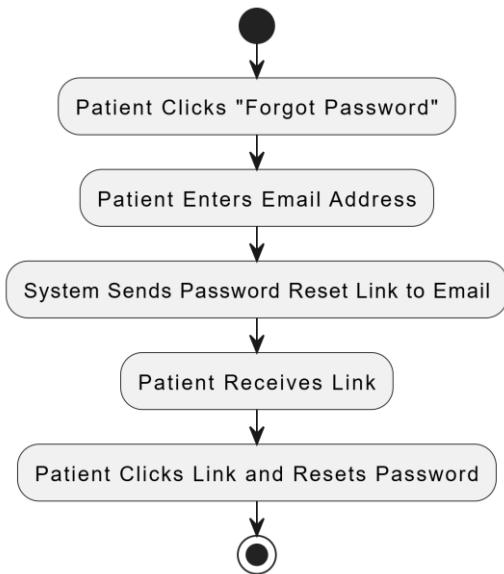 Patient Clicks "Forgot Password"
Patient Enters Email Address
System Sends Password Reset Link to Email
Patient Receives Link
Patient Clicks Link and Resets Password